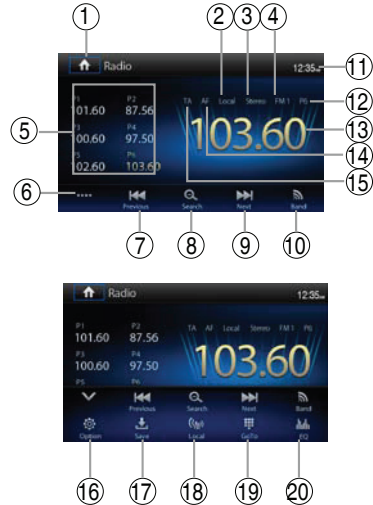 1 2 3 4
Radio 12:35 11
P1 P2 TA AF Local Stereo FM 1 P6 12
101.60 87.56
5 P3 P4 103.60 13
100.60 97.50 14
P5 P6 15
102.60 103.60
6
Previous Search Next Band
7 8 9 10
Radio 12:35
P1 P2 TA AF Local Stereo FM 1 P6
101.60 87.56
P3 P4 103.60
100.60 97.50
P5 P6
Previous Search Next Band
Option Save Local GoTo EQ
16 17 18 19 20